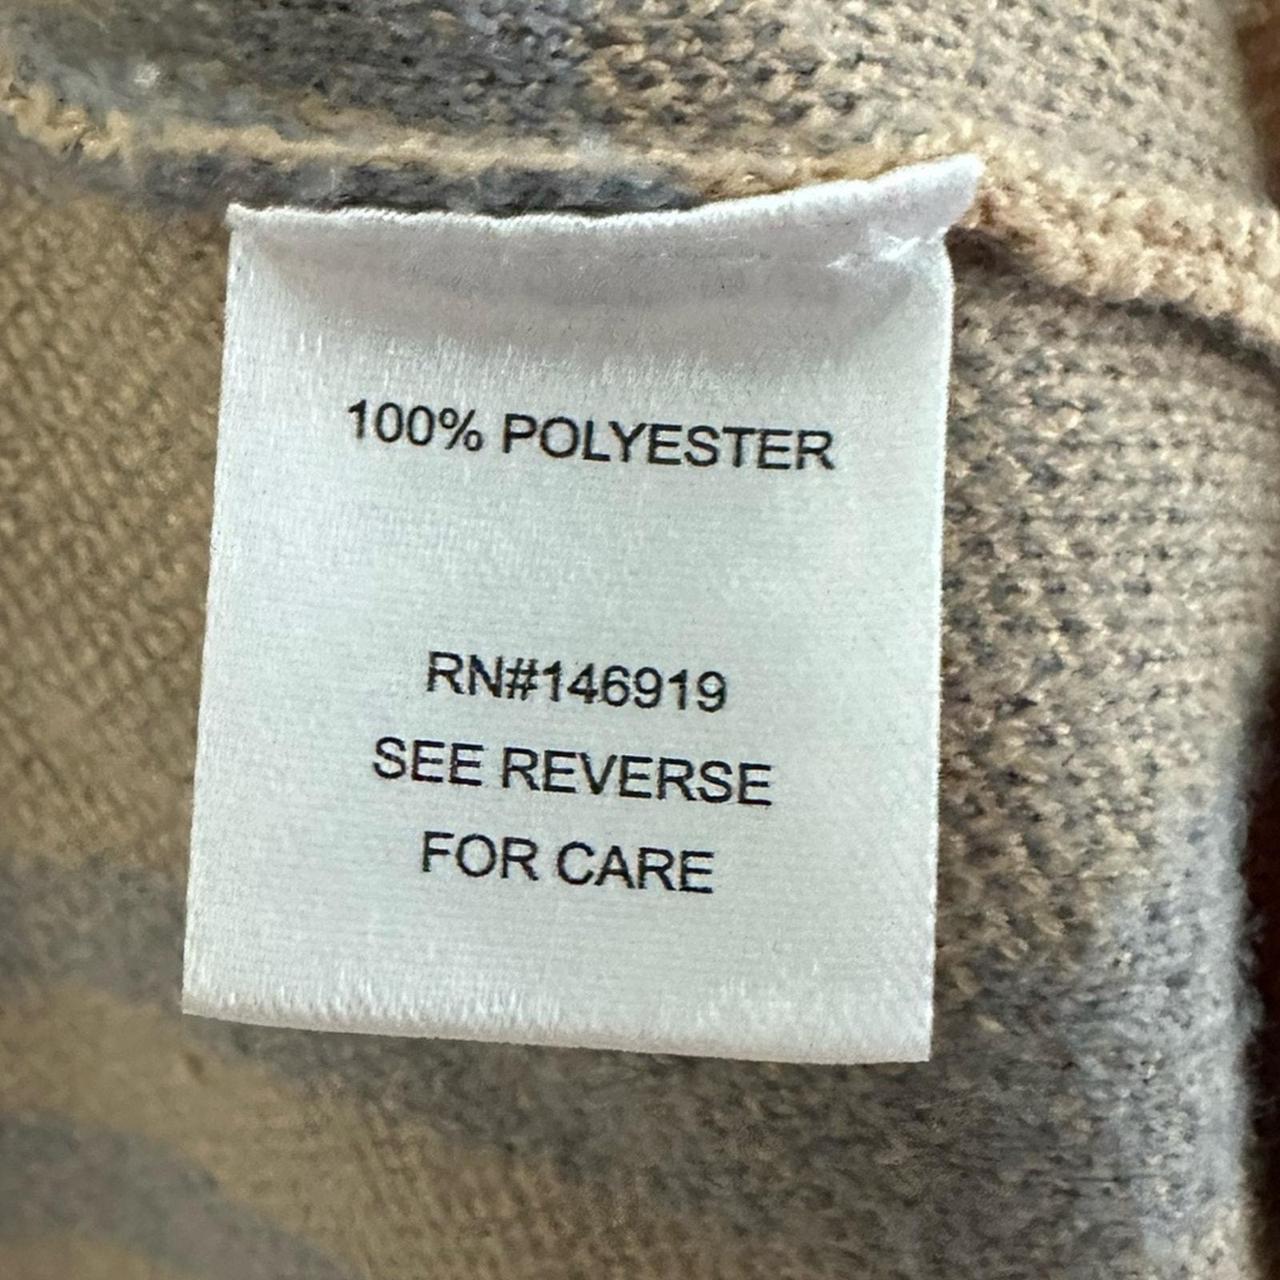 100% POLYESTER
RN#146919
SEE REVERSE
FOR CARE